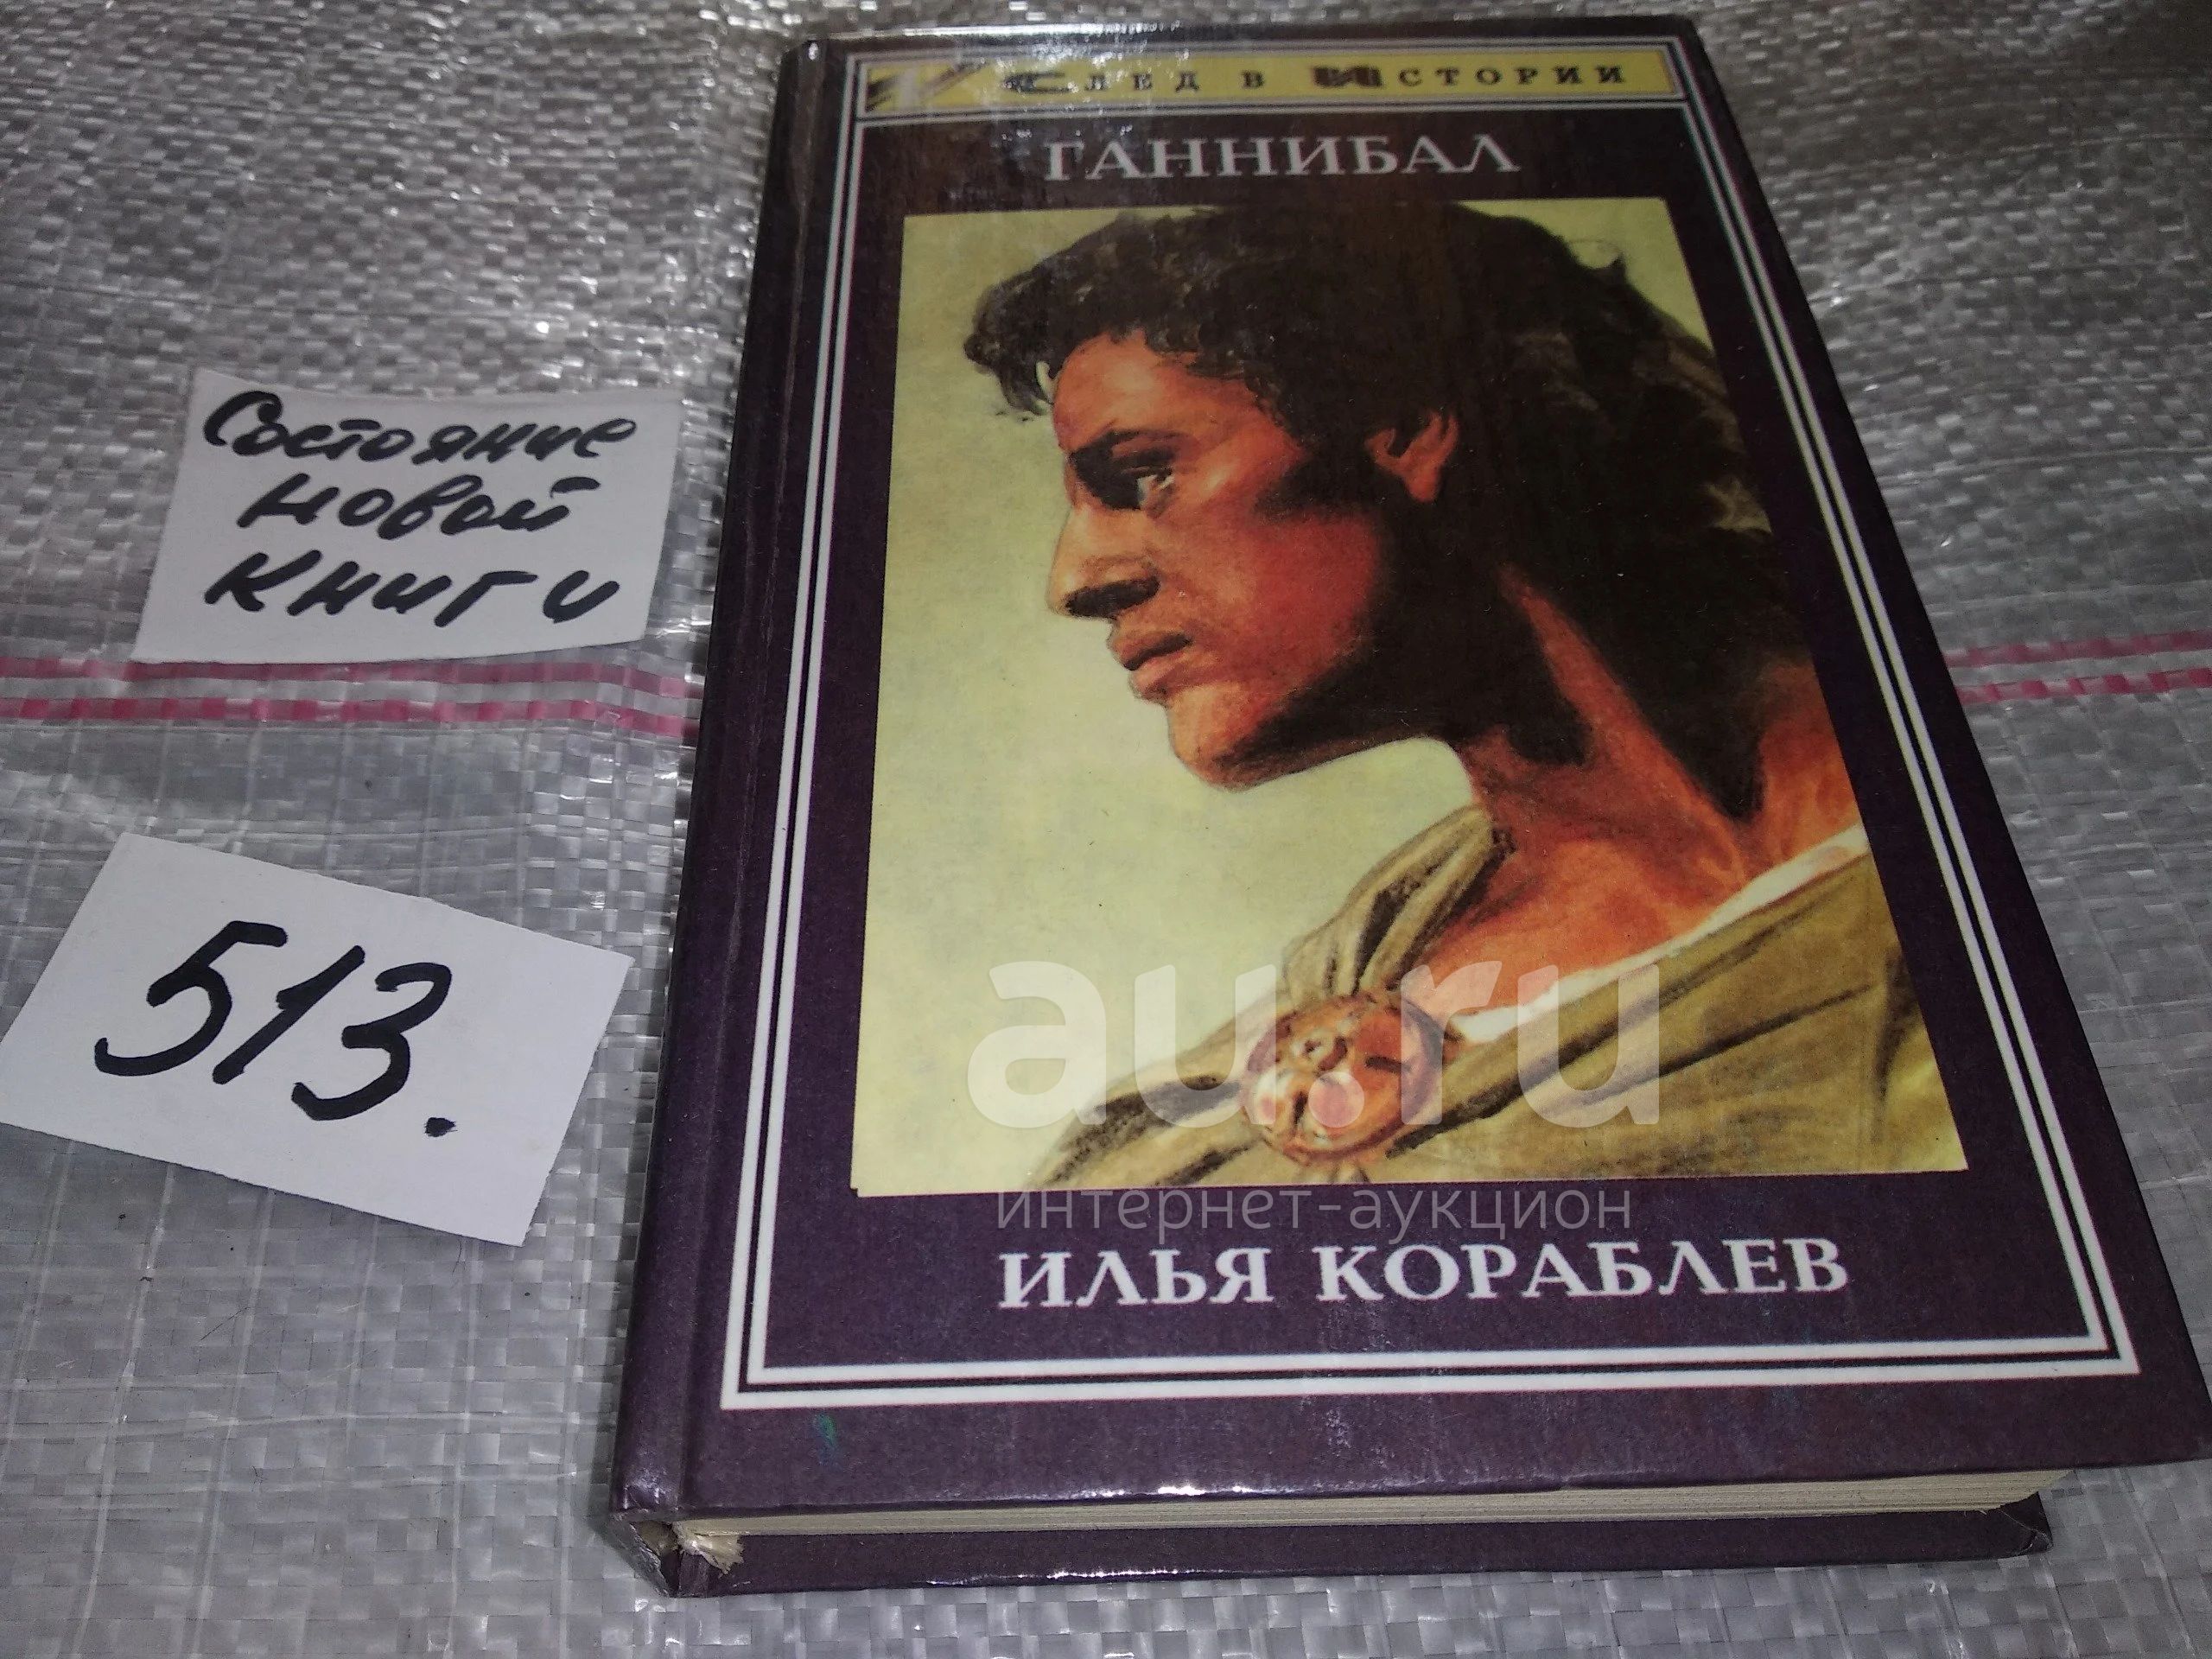 След в Истории
ГАННИБАЛ
Состояние
новой
книги
513.
au.ru
интернет-аукцион
ИЛЬЯ КОРАБЛЕВ